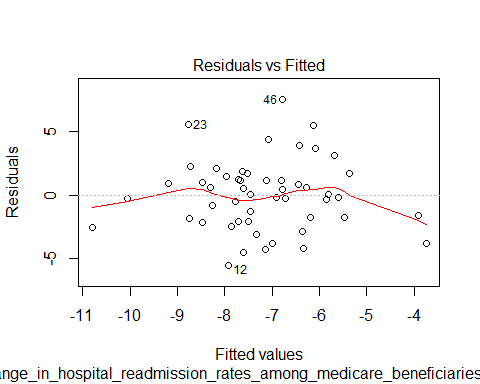 Residuals vs Fitted
Residuals
5
0
-5
46
23
12
-11 -10 -9 -8 -7 -6 -5 -4
Fitted values
ange_in_hospital_readmission_rates_among_medicare_beneficiaries